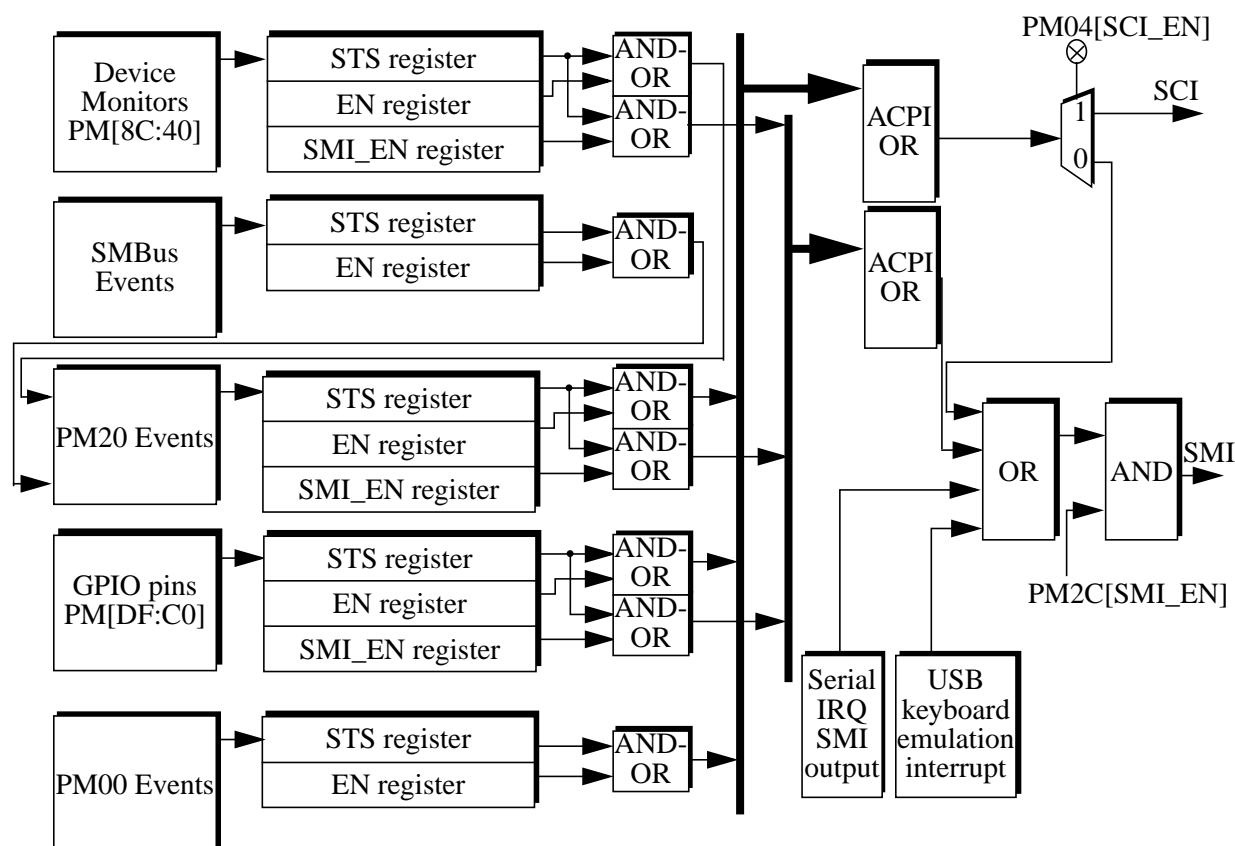 Device
Monitors
PM[8C:40]
STS register
EN register
SMI_EN register
AND-
OR
AND-
OR
SMBus
Events
STS register
EN register
AND-
OR
PM20 Events
STS register
EN register
SMI_EN register
AND-
OR
AND-
OR
GPIO pins
PM[DF:C0]
STS register
EN register
SMI_EN register
AND-
OR
AND-
OR
PM00 Events
STS register
EN register
AND-
OR
ACPI
OR
ACPI
OR
PM04[SCI_EN]
1
0
SCI
OR
AND
SMI
PM2C[SMI_EN]
Serial
IRQ
SMI
output
USB
keyboard
emulation
interrupt